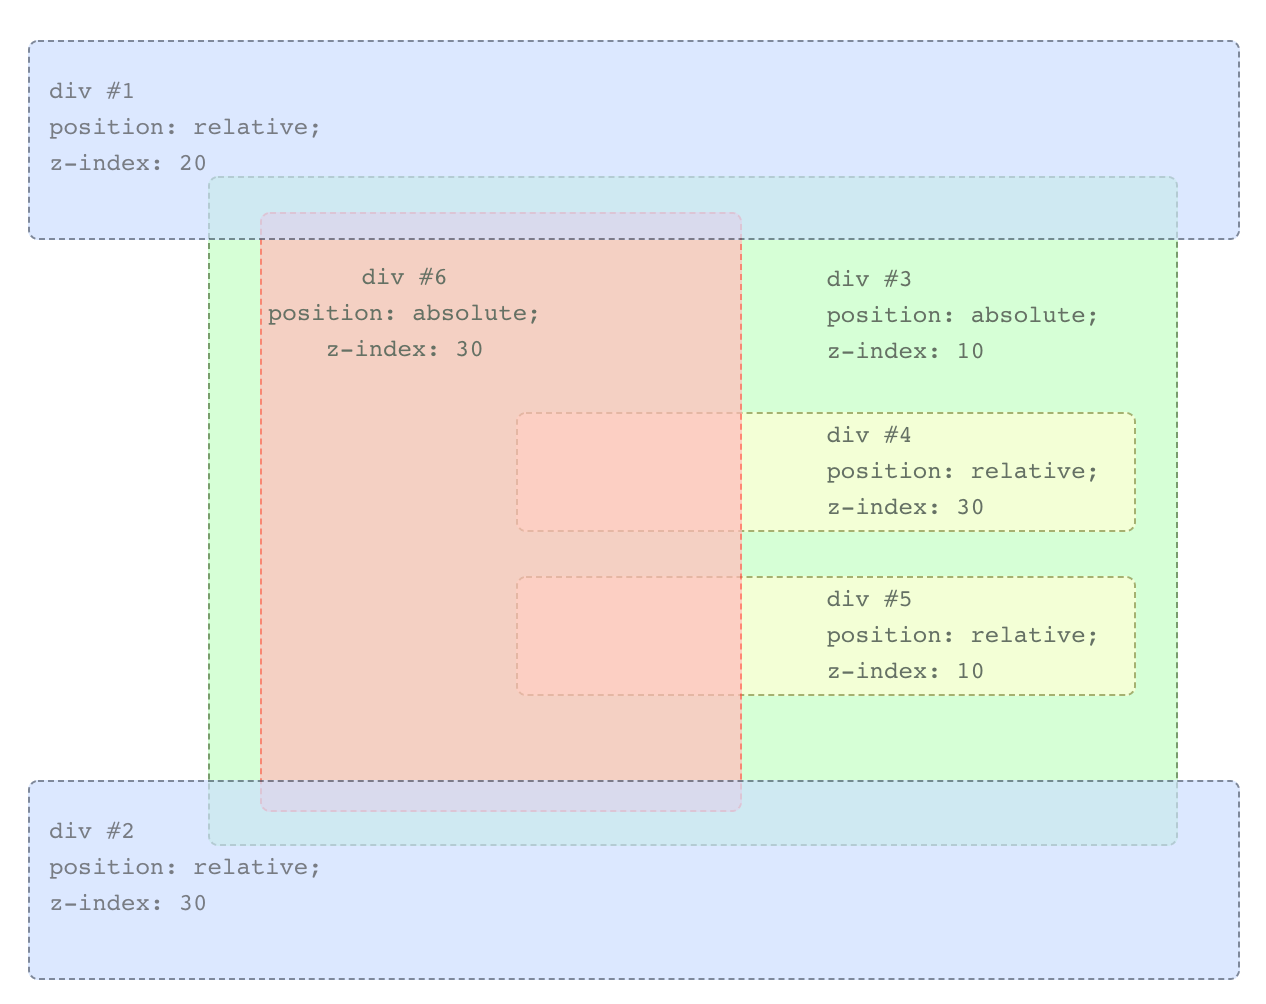 div #1
position: relative;
z-index: 20
div #6
position: absolute;
z-index: 30
div #3
position: absolute;
z-index: 10
div #4
position: relative;
z-index: 30
div #5
position: relative;
z-index: 10
div #2
position: relative;
z-index: 30